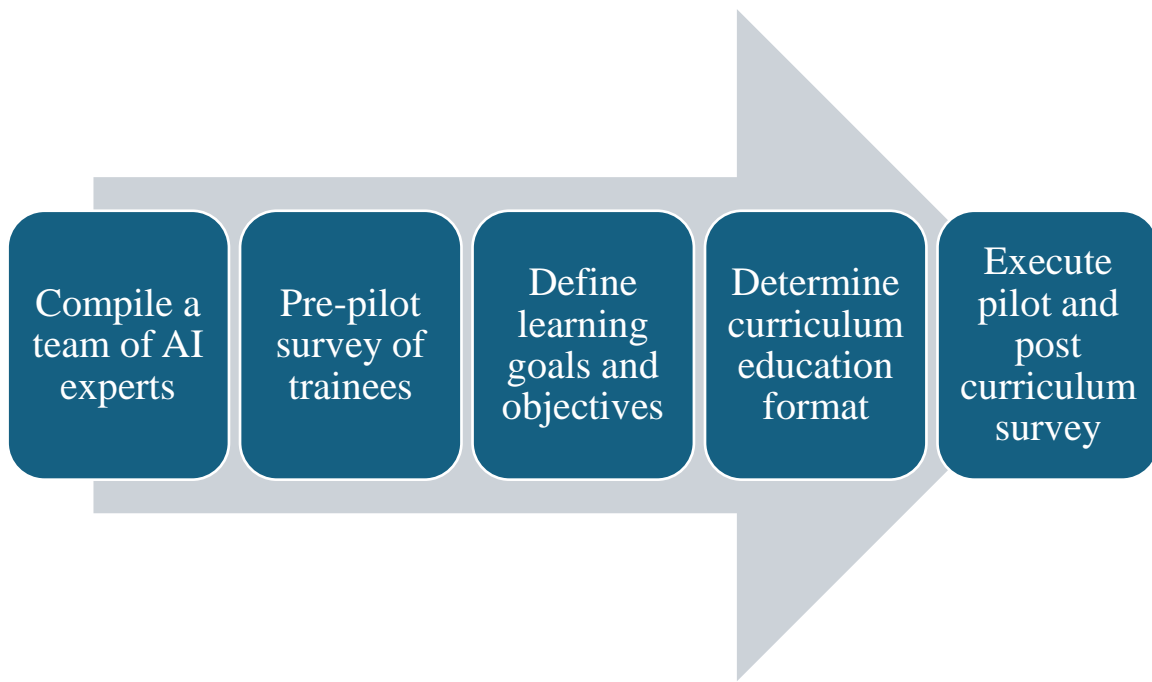 Compile a
team of AI
experts
Pre-pilot
survey of
trainees
Define
learning
goals and
objectives
Determine
curriculum
education
format
Execute
pilot and
post
curriculum
survey